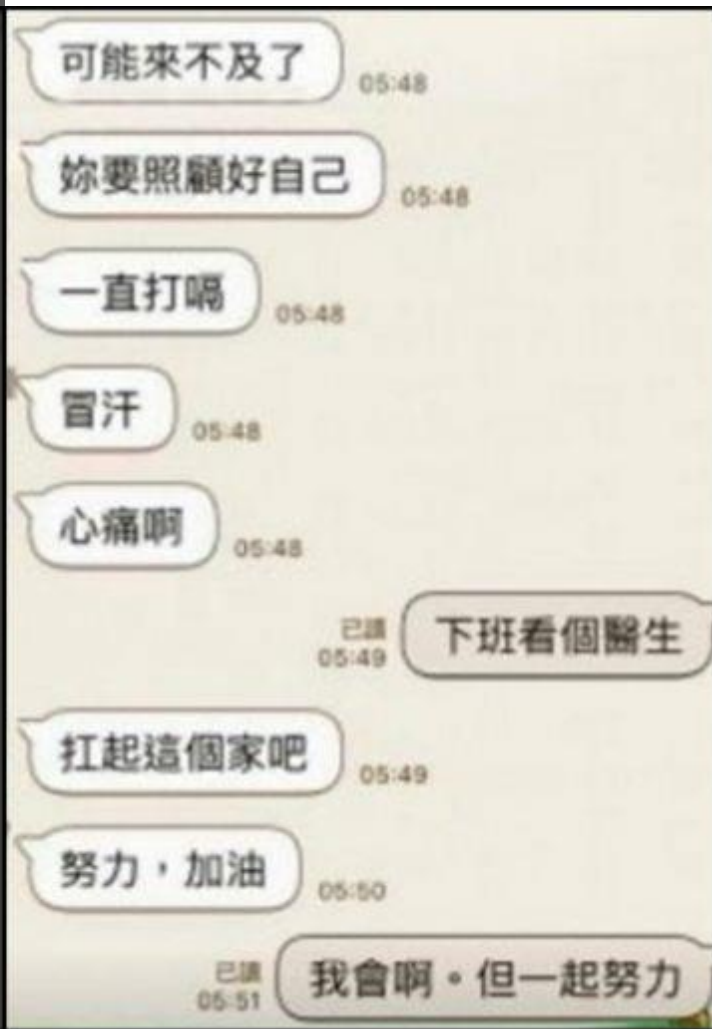 可能來不及了
05:48
妳要照顧好自己
05:48
一直打嗝
05:48
冒汗
05:48
心痛啊
05:48
已讀
05:49
下班看個醫生
扛起這個家吧
05:49
努力，加油
05:50
已讀
05:51
我會啊。但一起努力